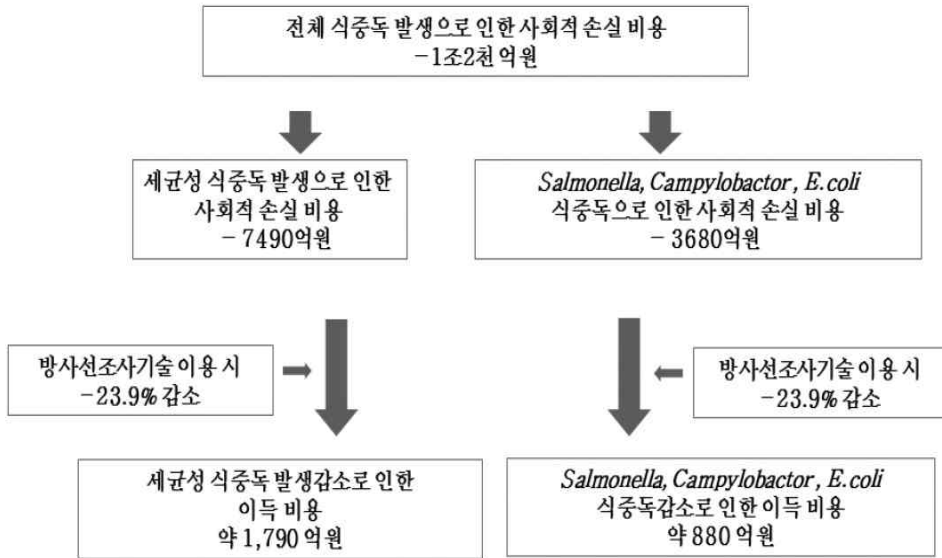 전체 식중독 발생으로 인한 사회적 손실 비용
-1조2천 억원
세균성 식중독 발생으로 인한
사회적 손실 비용
- 7490억원
Salmonella, Campylobactor, E.coli
식중독으로 인한 사회적 손실 비용
- 3680억원
방사선조사기술 이용 시
-23.9% 감소
방사선조사기술 이용 시
-23.9% 감소
세균성 식중독 발생감소로 인한
이득 비용
약 1,790 억원
Salmonella, Campylobactor, E.coli
식중독감소로 인한 이득 비용
약 880 억원